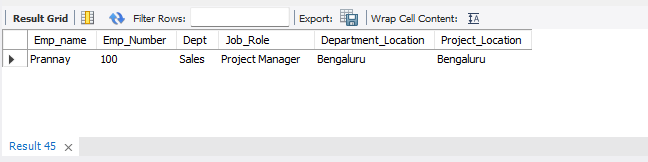 Result Grid Filter Rows: Export: Wrap Cell Content:
Emp_name Emp_Number Dept Job_Role Department_Location Project_Location
Prannay 100 Sales Project Manager Bengaluru Bengaluru
Result 45